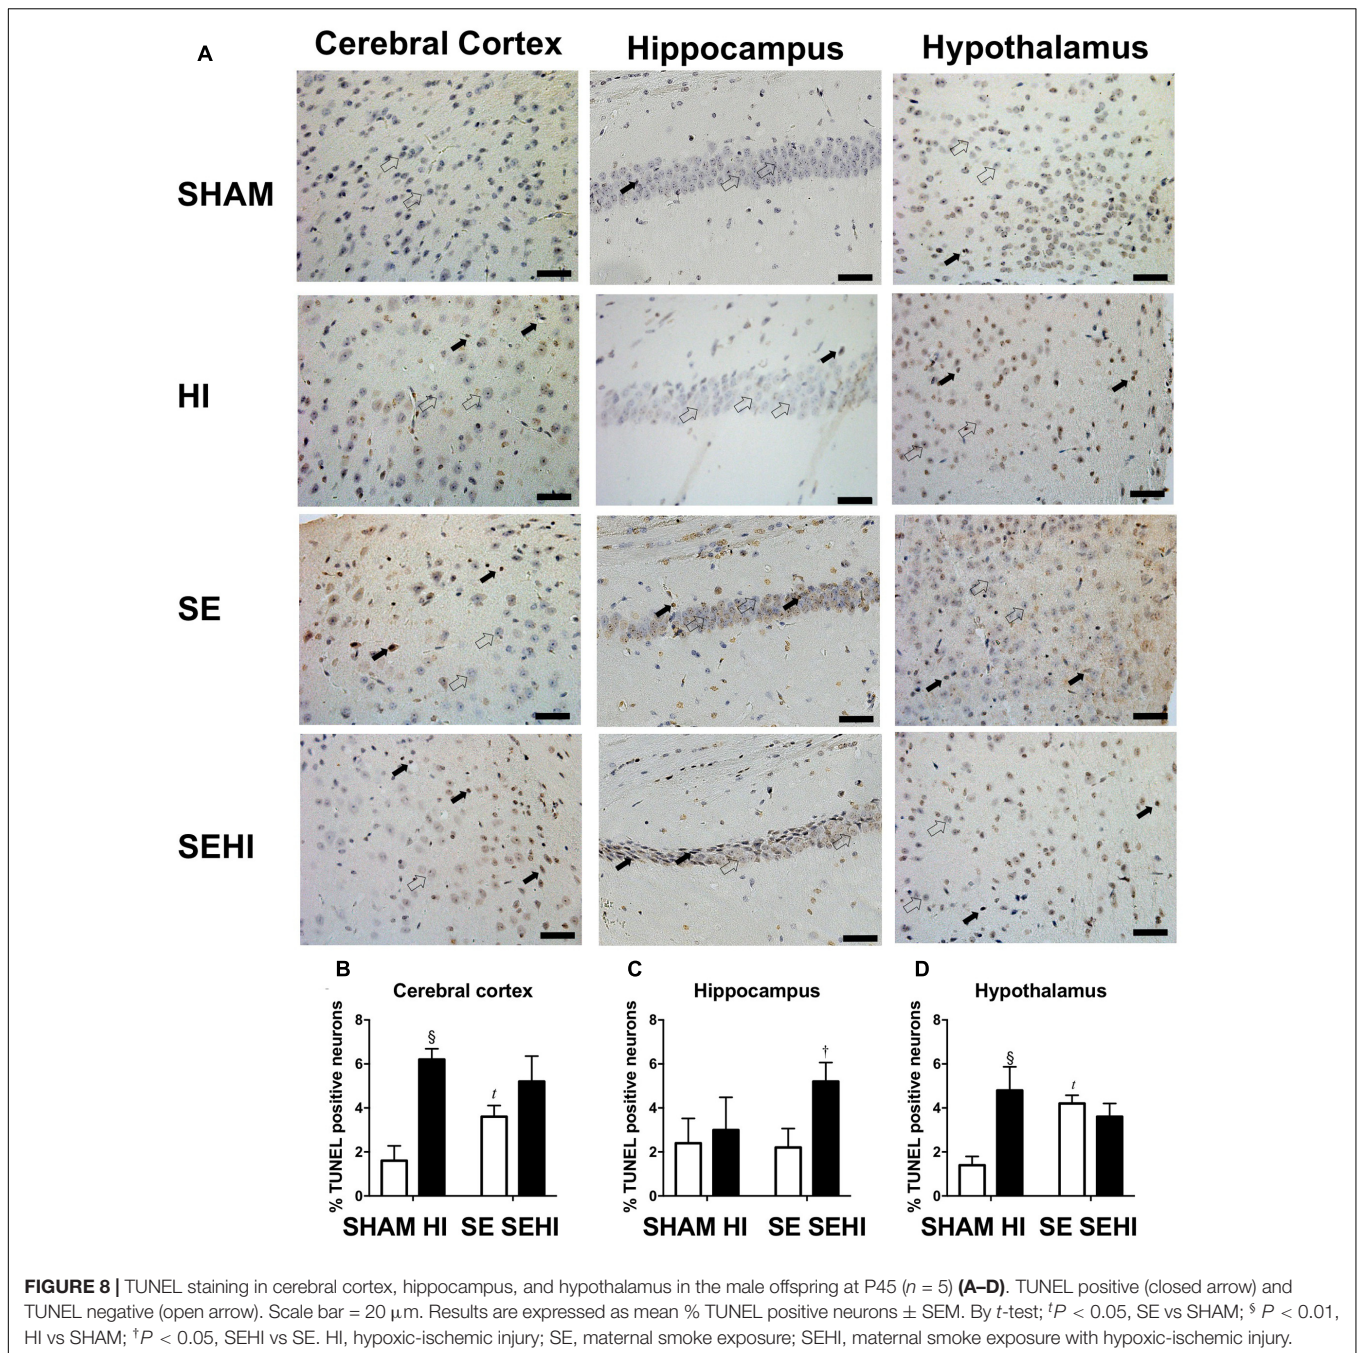 A
Cerebral Cortex
Hippocampus
Hypothalamus
SHAM
HI
SE
SEHI
B
Cerebral cortex
% TUNEL positive neurons
8
6
4
2
0
§
t
SHAM HI SE SEHI
C
Hippocampus
% TUNEL positive neurons
8
6
4
2
0
†
SHAM HI SE SEHI
D
Hypothalamus
% TUNEL positive neurons
8
6
4
2
0
§
t
SHAM HI SE SEHI
FIGURE 8 | TUNEL staining in cerebral cortex, hippocampus, and hypothalamus in the male offspring at P45 (n = 5) (A–D). TUNEL positive (closed arrow) and
TUNEL negative (open arrow). Scale bar = 20 μm. Results are expressed as mean % TUNEL positive neurons ± SEM. By t-test; ᵗP < 0.05, SE vs SHAM; § P < 0.01,
HI vs SHAM; †P < 0.05, SEHI vs SE. HI, hypoxic-ischemic injury; SE, maternal smoke exposure; SEHI, maternal smoke exposure with hypoxic-ischemic injury.